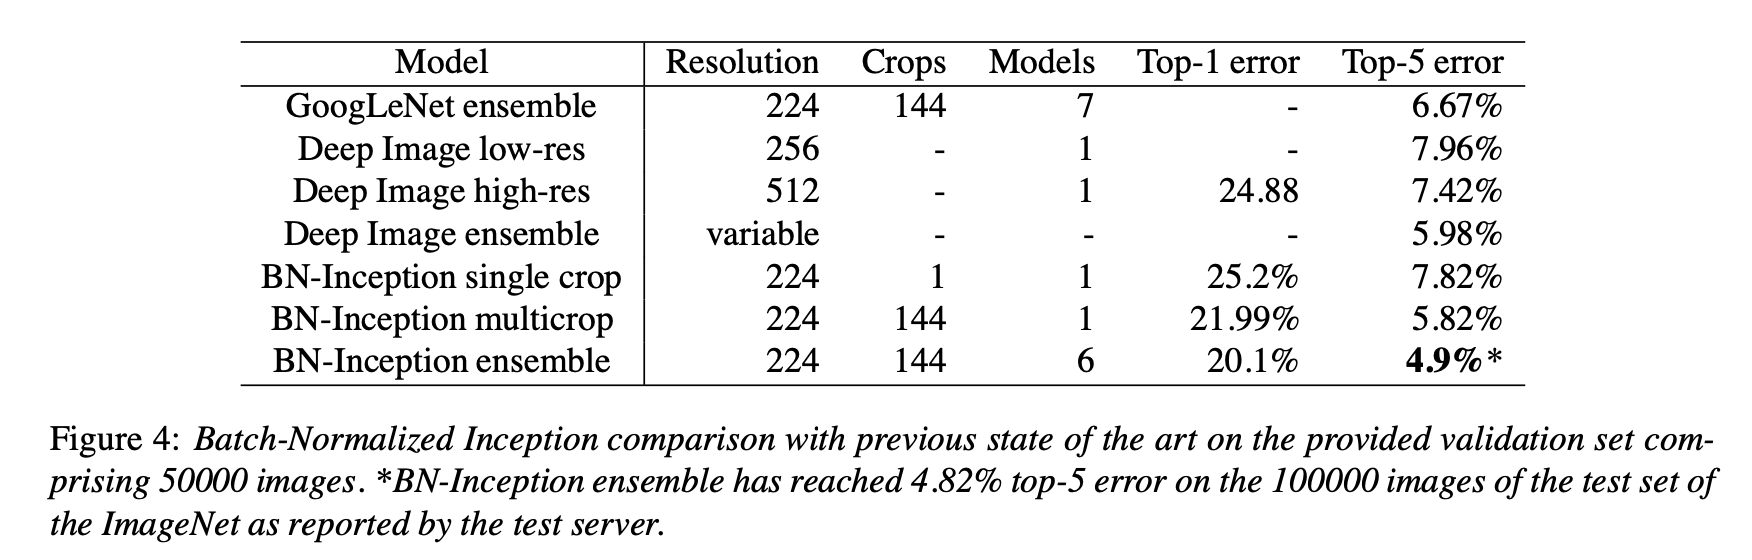 Model Resolution Crops Models Top-1 error Top-5 error
GoogLeNet ensemble 224 144 7 - 6.67%
Deep Image low-res 256 - 1 - 7.96%
Deep Image high-res 512 - 1 24.88 7.42%
Deep Image ensemble variable - - - 5.98%
BN-Inception single crop 224 1 1 25.2% 7.82%
BN-Inception multicrop 224 144 1 21.99% 5.82%
BN-Inception ensemble 224 144 6 20.1% 4.9%*
Figure 4: Batch-Normalized Inception comparison with previous state of the art on the provided validation set com-
prising 50000 images. *BN-Inception ensemble has reached 4.82% top-5 error on the 100000 images of the test set of
the ImageNet as reported by the test server.